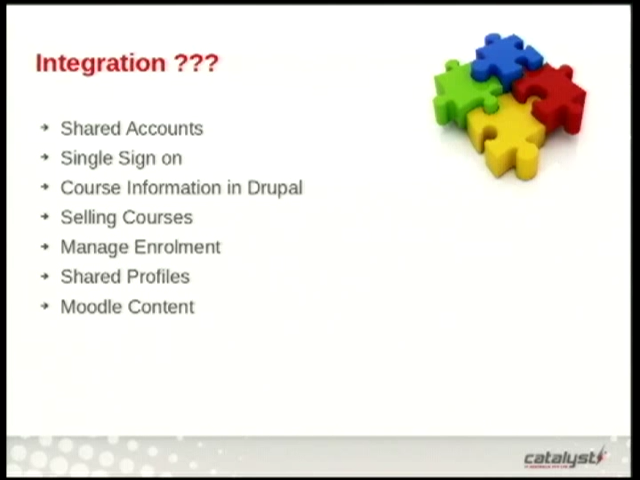 Integration ???
Shared Accounts
Single Sign on
Course Information in Drupal
Selling Courses
Manage Enrolment
Shared Profiles
Moodle Content
catalyst